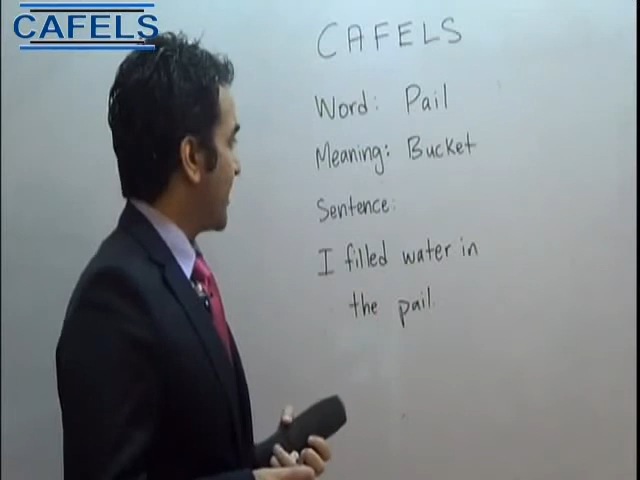 CAFELS
CAFELS
Word: Pail
Meaning: Bucket
Sentence:
I filled water in
the pail.